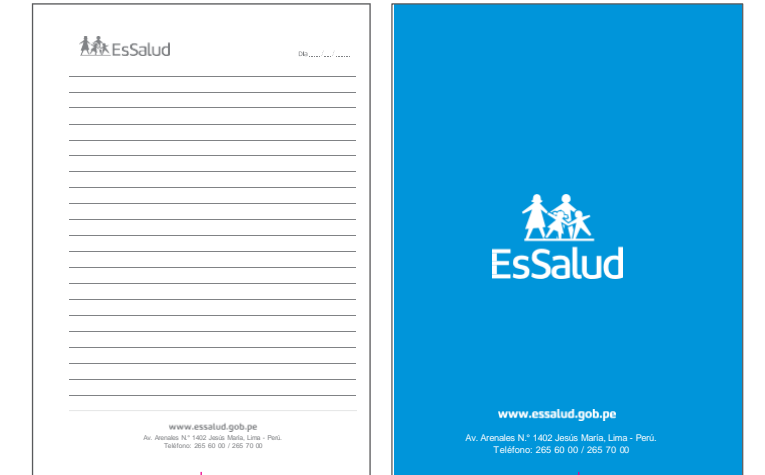 EsSalud
Día ...../...../.......
www.essalud.gob.pe
Av. Arenales N.° 1402 Jesús María, Lima - Perú.
Teléfono: 265 60 00 / 265 70 00
EsSalud
www.essalud.gob.pe
Av. Arenales N.° 1402 Jesús María, Lima - Perú.
Teléfono: 265 60 00 / 265 70 00